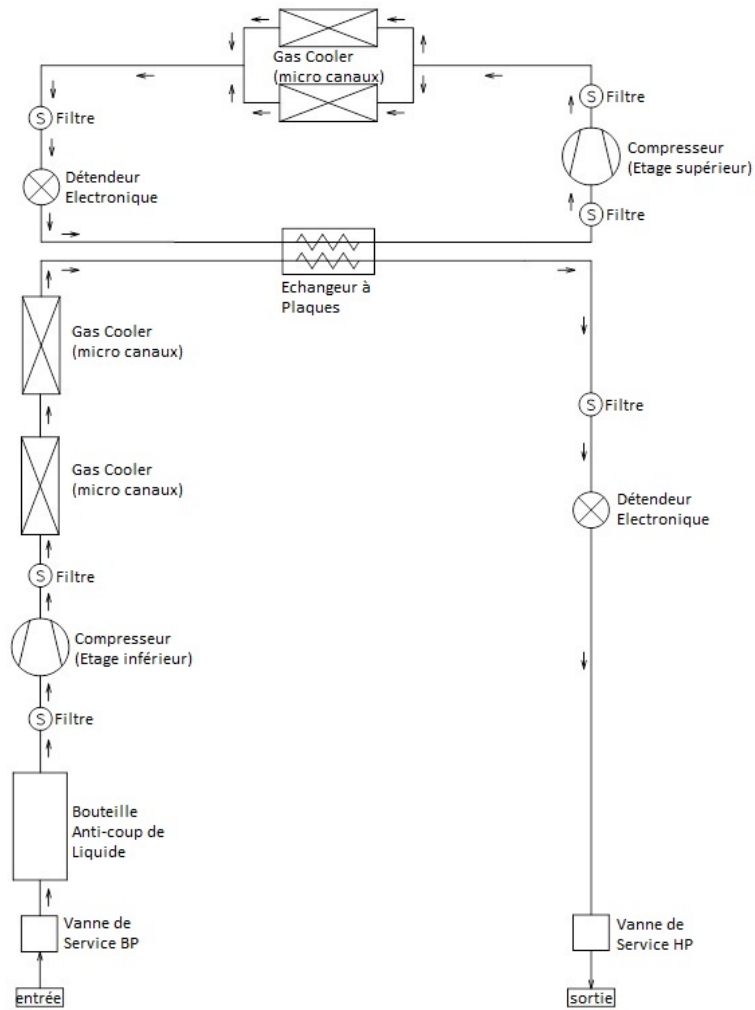 Gas Cooler
(micro canaux)
S Filtre
S Filtre
Compresseur
(Etage supérieur)
Détendeur
Electronique
S Filtre
Echangeur à
Plaques
Gas Cooler
(micro canaux)
S Filtre
Gas Cooler
(micro canaux)
Détendeur
Electronique
S Filtre
Compresseur
(Etage inférieur)
S Filtre
Bouteille
Anti-coup de
Liquide
Vanne de
Service BP
Vanne de
Service HP
entrée
sortie